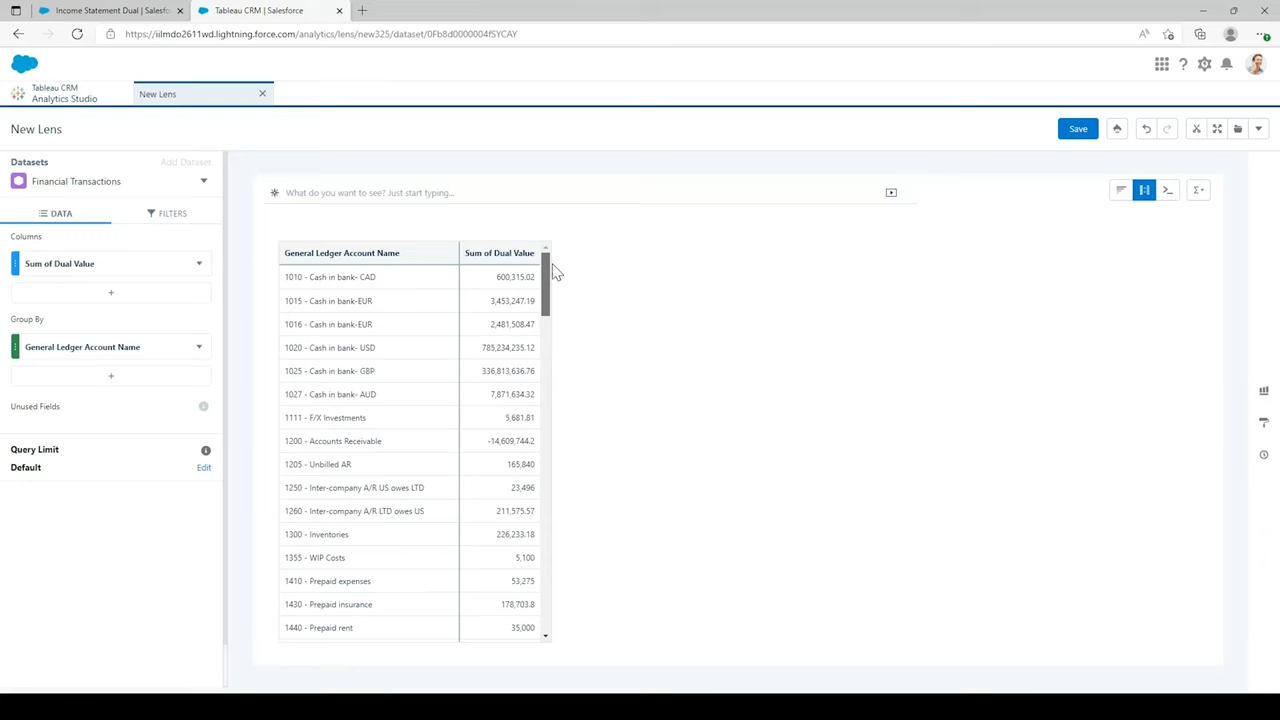 Income Statement Dual | Salesfo
Tableau CRM | Salesforce
https://iilmdo2611wd.lightning.force.com/analytics/lens/new325/dataset/0Fb8d0000004fSYCAY
Tableau CRM
Analytics Studio
New Lens
New Lens
Save
Datasets
Add Dataset
Financial Transactions
DATA
FILTERS
Columns
Sum of Dual Value
Group By
General Ledger Account Name
Unused Fields
Query Limit
Default
Edit
What do you want to see? Just start typing...
General Ledger Account Name Sum of Dual Value
1010 - Cash in bank- CAD 600,315.02
1015 - Cash in bank-EUR 3,453,247.19
1016 - Cash in bank-EUR 2,481,508.47
1020 - Cash in bank- USD 785,234,235.12
1025 - Cash in bank- GBP 336,813,636.76
1027 - Cash in bank- AUD 7,871,634.32
1111 - F/X Investments 5,681.81
1200 - Accounts Receivable -14,609,744.2
1205 - Unbilled AR 165,840
1250 - Inter-company A/R US owes LTD 23,496
1260 - Inter-company A/R LTD owes US 211,575.57
1300 - Inventories 226,233.18
1355 - WIP Costs 5,100
1410 - Prepaid expenses 53,275
1430 - Prepaid insurance 178,703.8
1440 - Prepaid rent 35,000